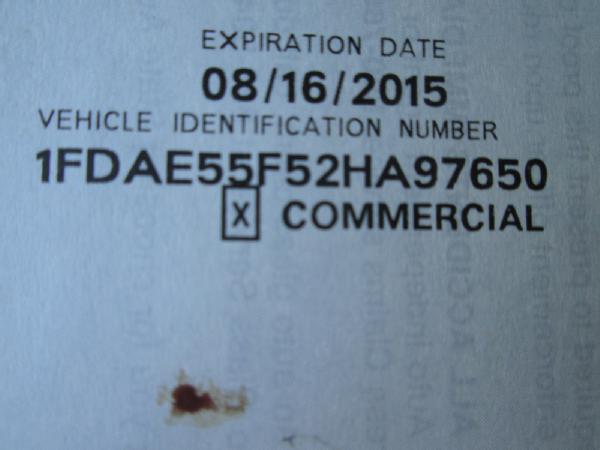 EXPIRATION DATE
08/16/2015
VEHICLE IDENTIFICATION NUMBER
1FDAE55F52HA97650
X COMMERCIAL